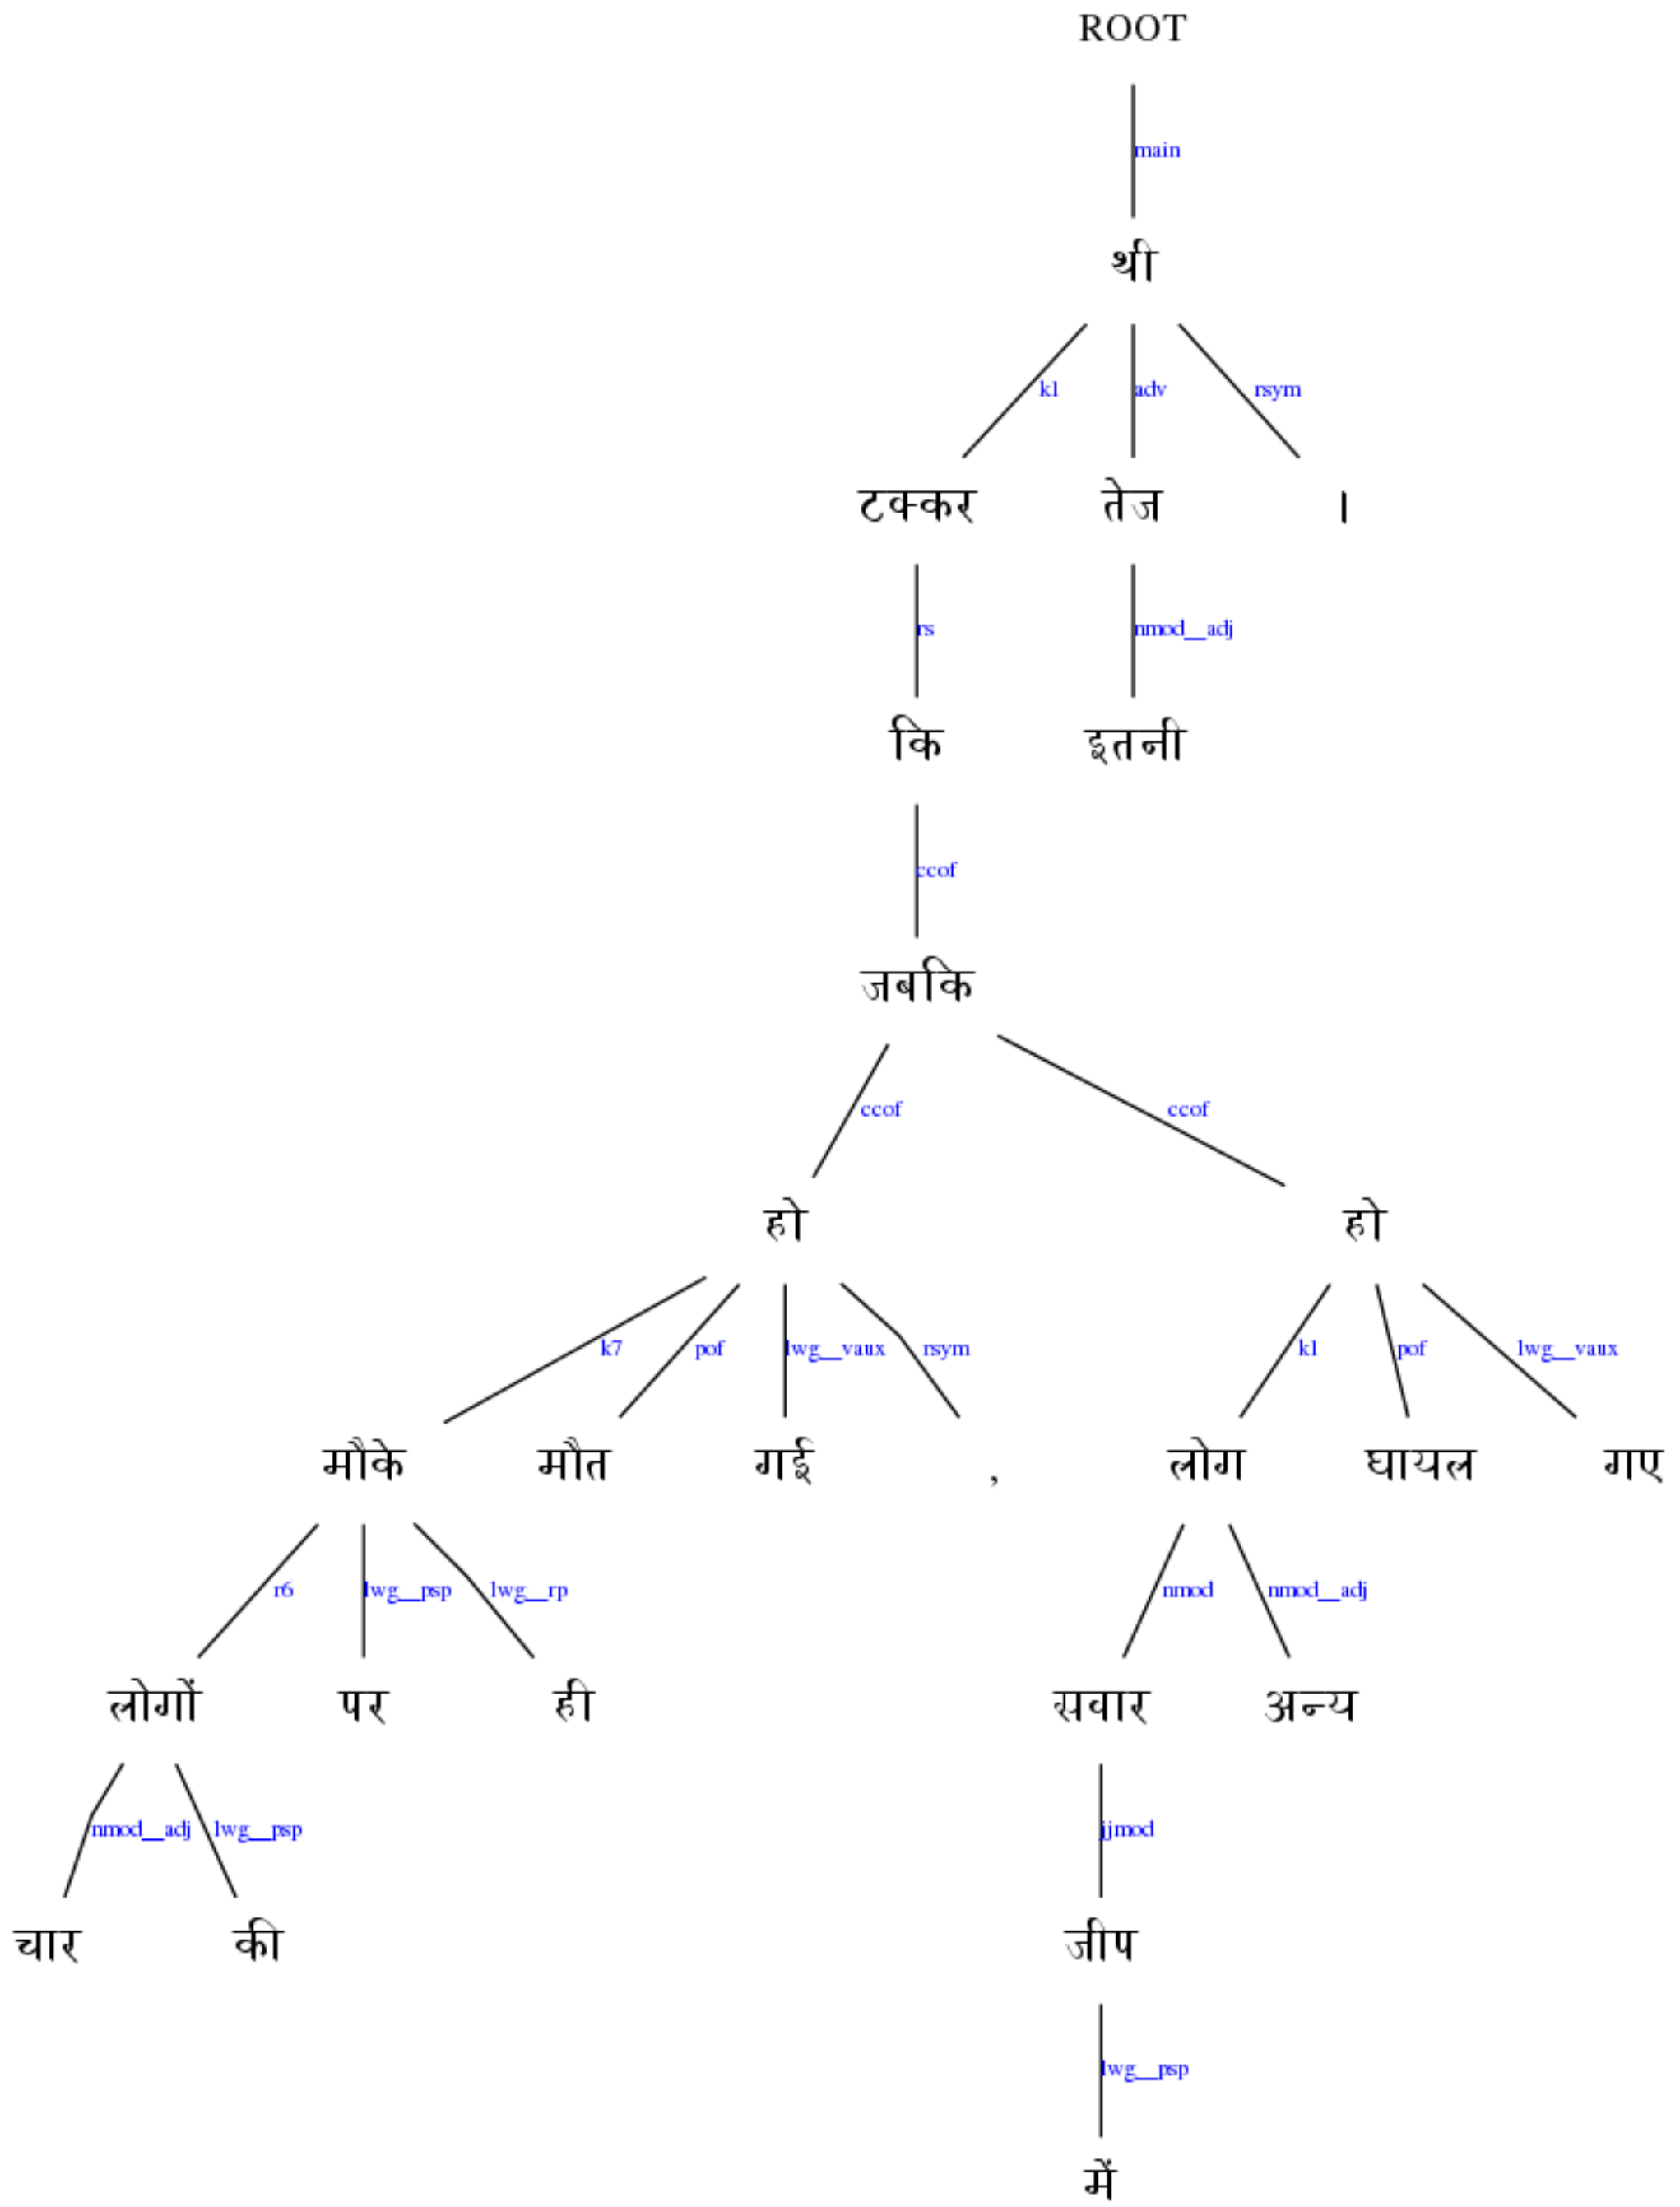 ROOT
main
थी
k1 adv rsym
टक्कर तेज ।
rs nmod__adj
कि इतनी
ccof
जबकि
ccof ccof
हो हो
k7 pof lwg__vaux rsym k1 pof lwg__vaux
मौके मौत गई , लोग घायल गए
r6 lwg__psp lwg__rp nmod nmod__adj
लोगों पर ही सवार अन्य
nmod__adj lwg__psp jjmod
चार की जीप
lwg__psp
में